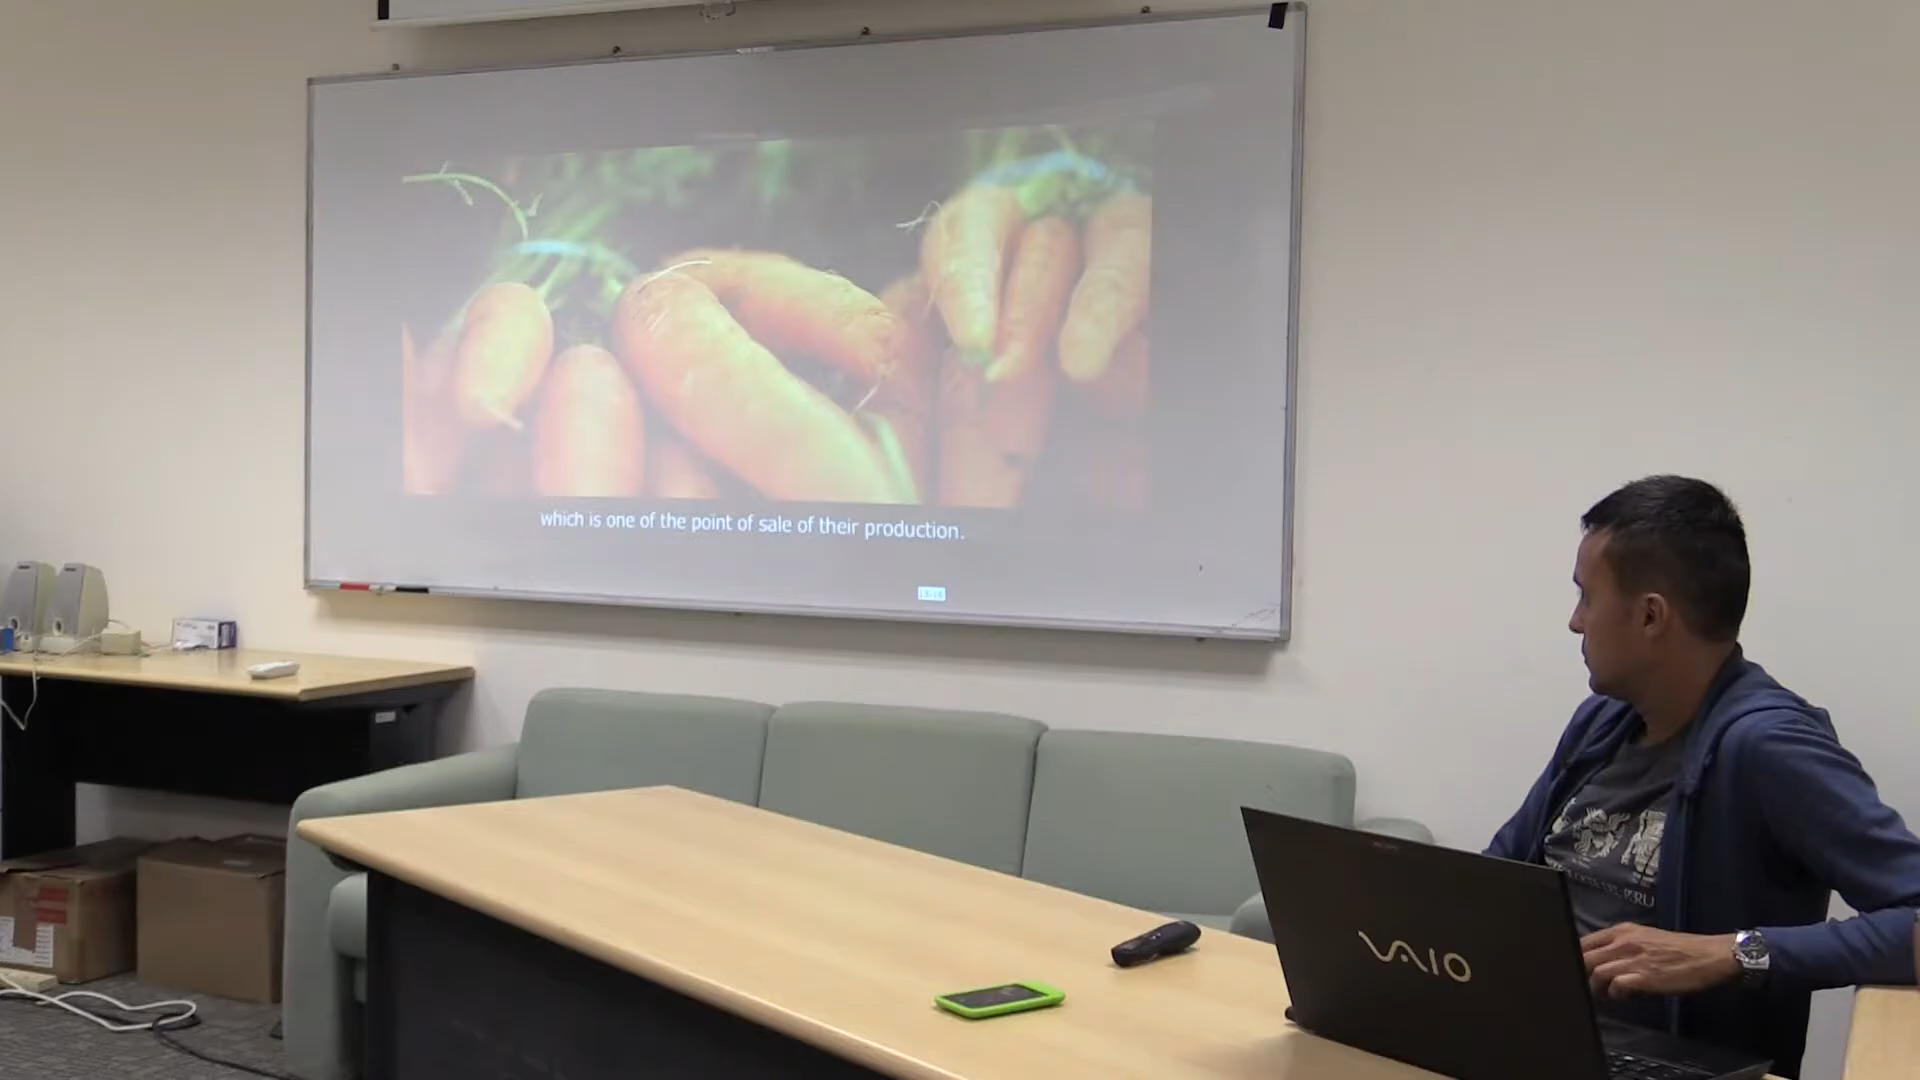 which is one of the point of sale of their production.
VAIO